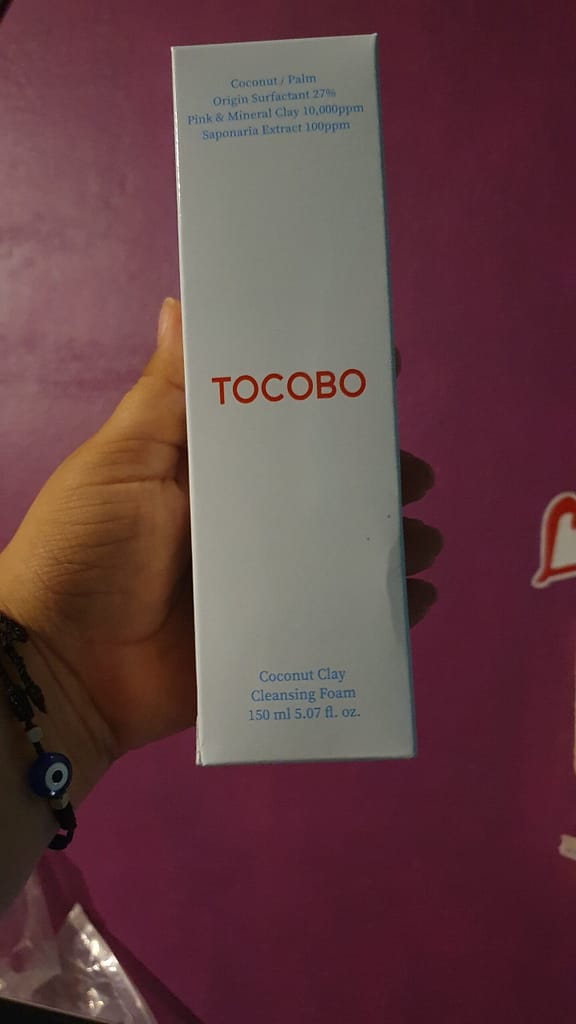 Coconut / Palm
Origin Surfactant 27%
Pink & Mineral Clay 10,000ppm
Saponaria Extract 100ppm
TOCOBO
Coconut Clay
Cleansing Foam
150 ml 5.07 fl. oz.